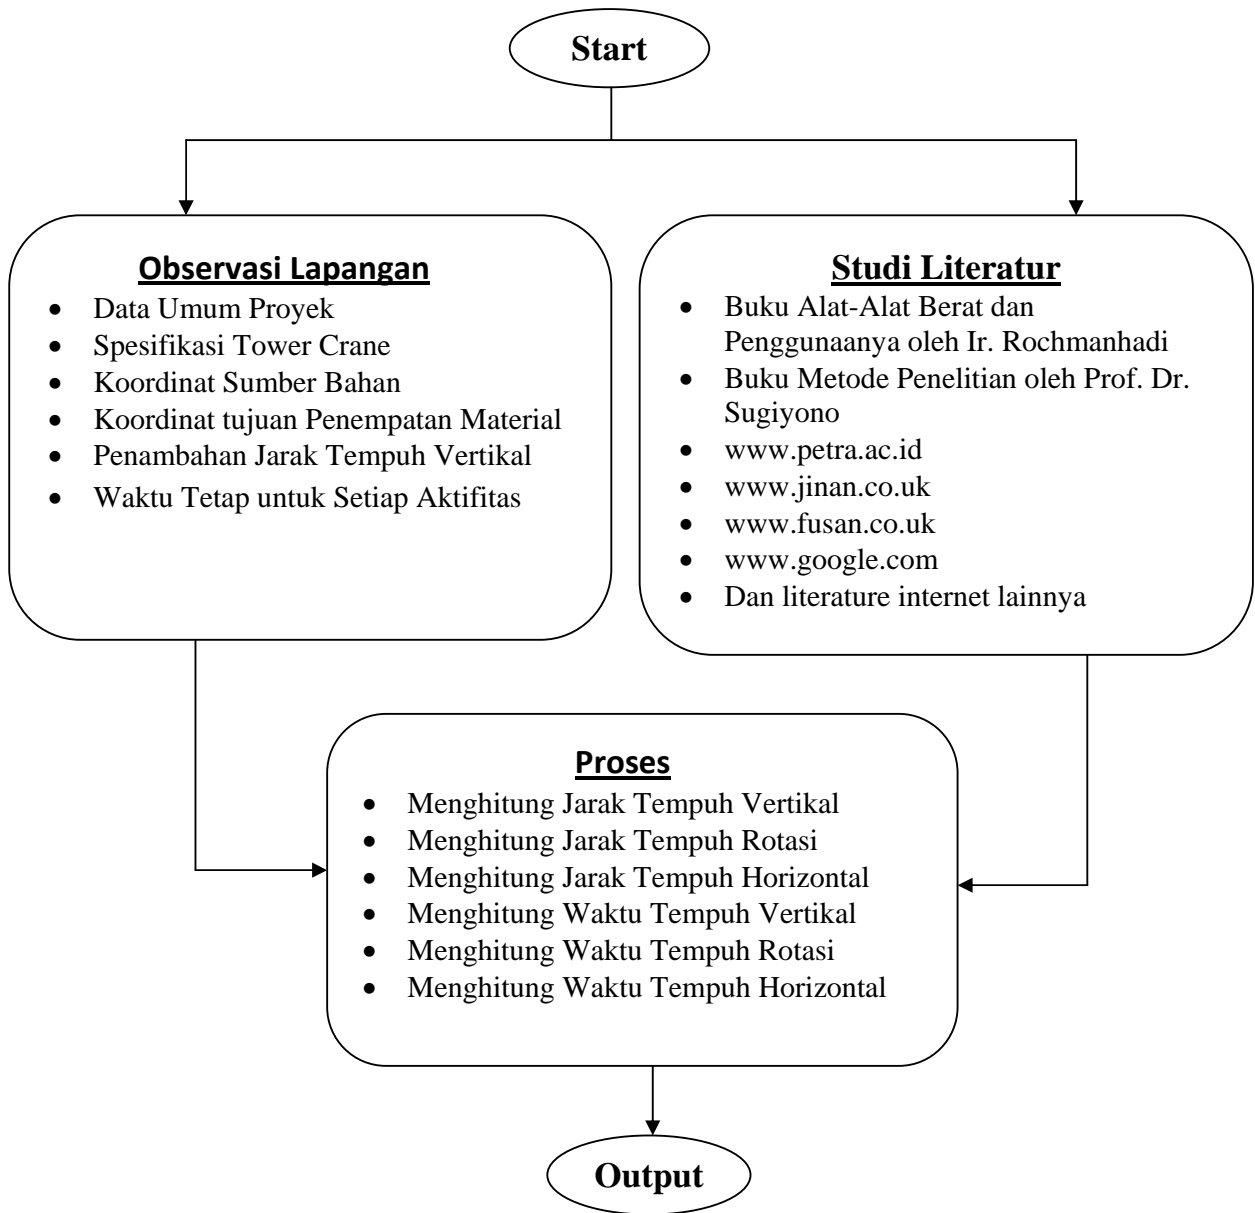 Start
Observasi Lapangan
• Data Umum Proyek
• Spesifikasi Tower Crane
• Koordinat Sumber Bahan
• Koordinat tujuan Penempatan Material
• Penambahan Jarak Tempuh Vertikal
• Waktu Tetap untuk Setiap Aktifitas
Studi Literatur
• Buku Alat-Alat Berat dan
Penggunaanya oleh Ir. Rochmanhadi
• Buku Metode Penelitian oleh Prof. Dr.
Sugiyono
• www.petra.ac.id
• www.jinan.co.uk
• www.fusan.co.uk
• www.google.com
• Dan literature internet lainnya
Proses
• Menghitung Jarak Tempuh Vertikal
• Menghitung Jarak Tempuh Rotasi
• Menghitung Jarak Tempuh Horizontal
• Menghitung Waktu Tempuh Vertikal
• Menghitung Waktu Tempuh Rotasi
• Menghitung Waktu Tempuh Horizontal
Output